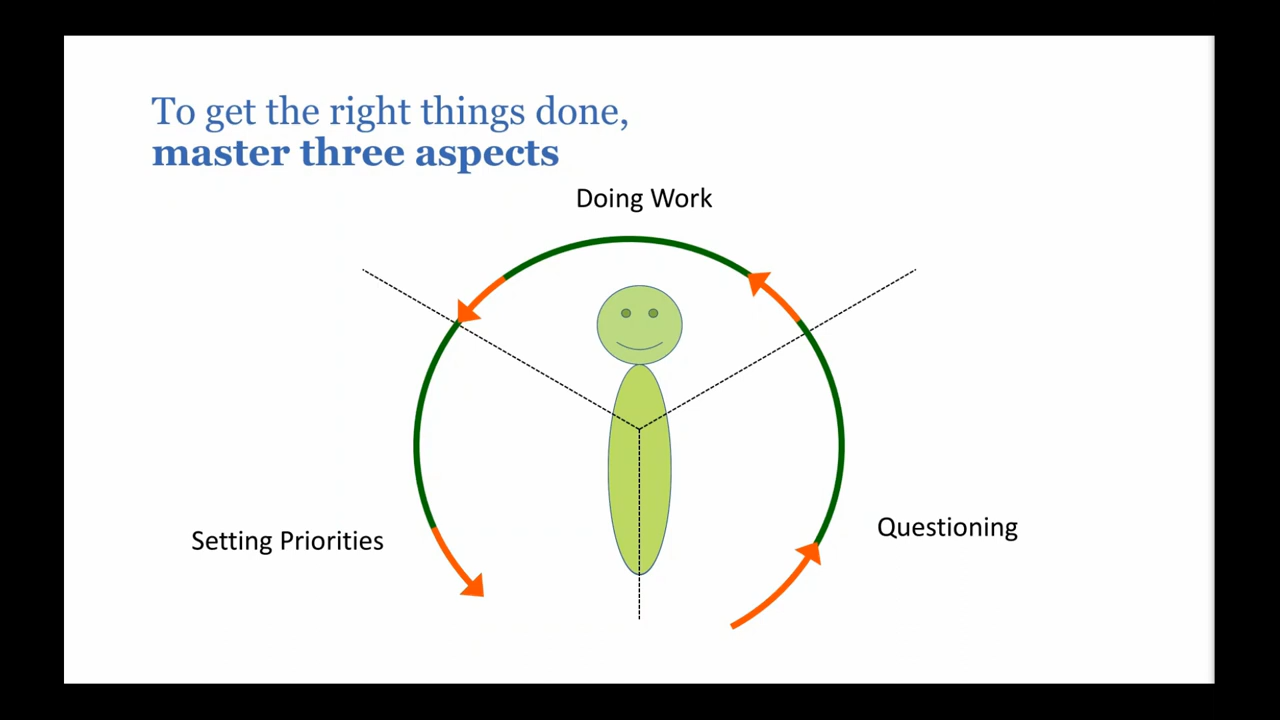 To get the right things done,
master three aspects
Doing Work
Setting Priorities
Questioning